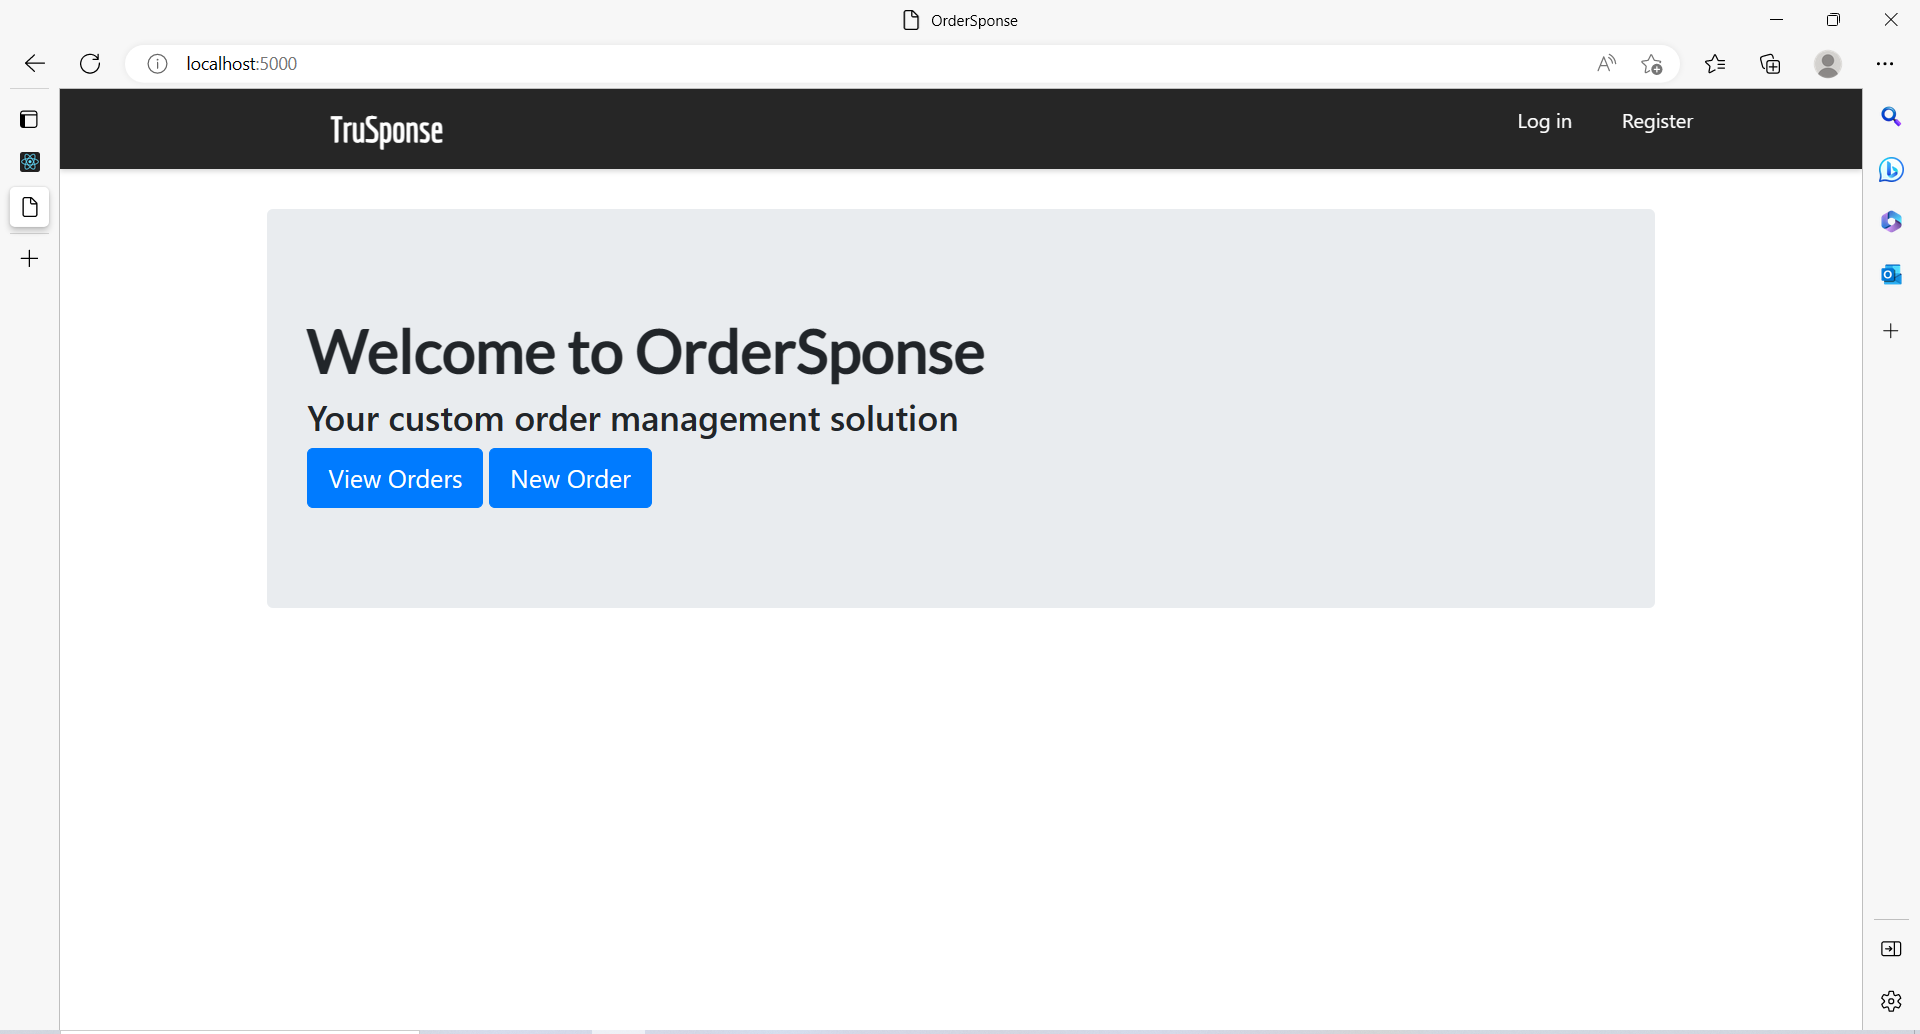 OrderSponse
localhost:5000
TruSponse
Log in
Register
Welcome to OrderSponse
Your custom order management solution
View Orders
New Order